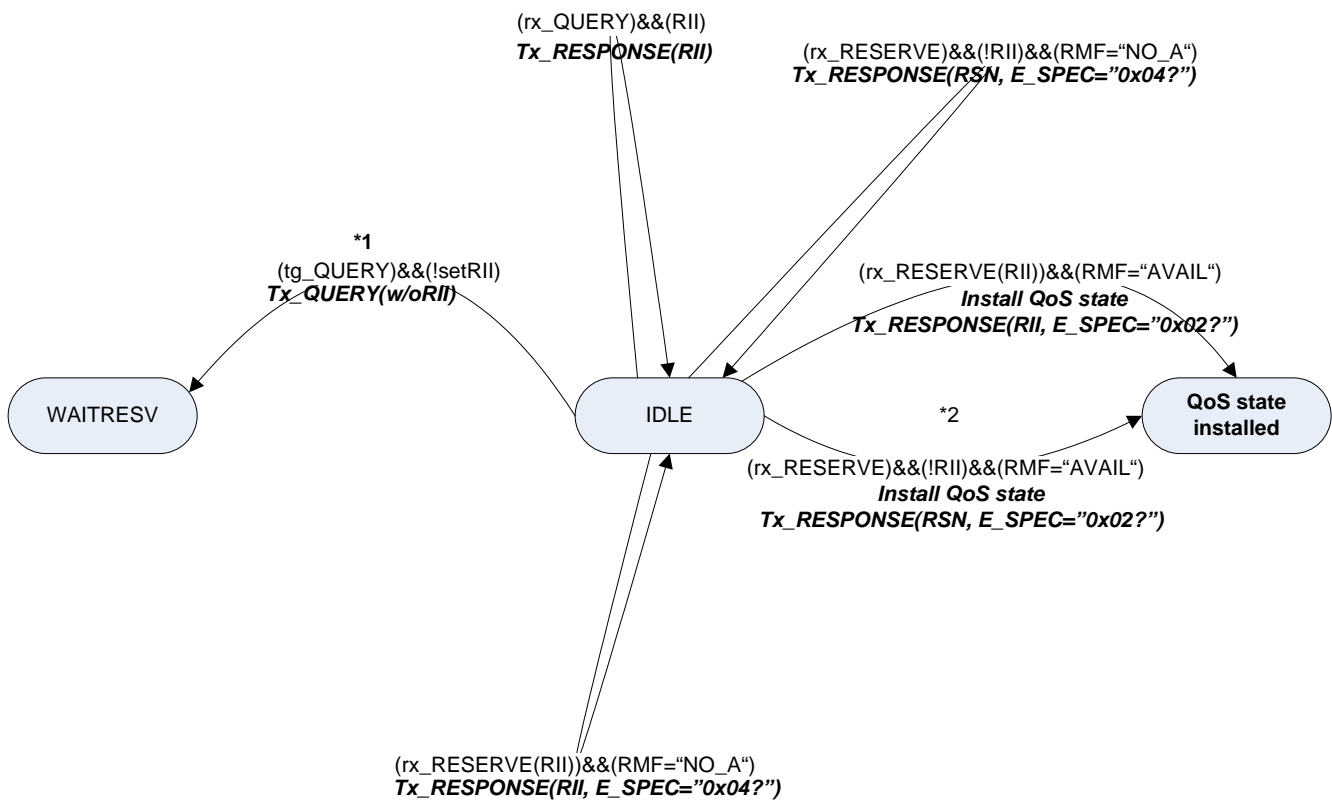 (rx_QUERY)&&(RII)
Tx_RESPONSE(RII)
(rx_RESERVE)&&(!RII)&&(RMF=“NO_A“)
Tx_RESPONSE(RSN, E_SPEC=”0x04?”)
*1
(tg_QUERY)&&(!setRII)
Tx_QUERY(w/oRII)
(rx_RESERVE(RII))&&(RMF=“AVAIL“)
Install QoS state
Tx_RESPONSE(RII, E_SPEC=”0x02?”)
WAITRESV
IDLE
*2
QoS state
installed
(rx_RESERVE)&&(!RII)&&(RMF=“AVAIL“)
Install QoS state
Tx_RESPONSE(RSN, E_SPEC=”0x02?”)
(rx_RESERVE(RII))&&(RMF=“NO_A“)
Tx_RESPONSE(RII, E_SPEC=”0x04?”)